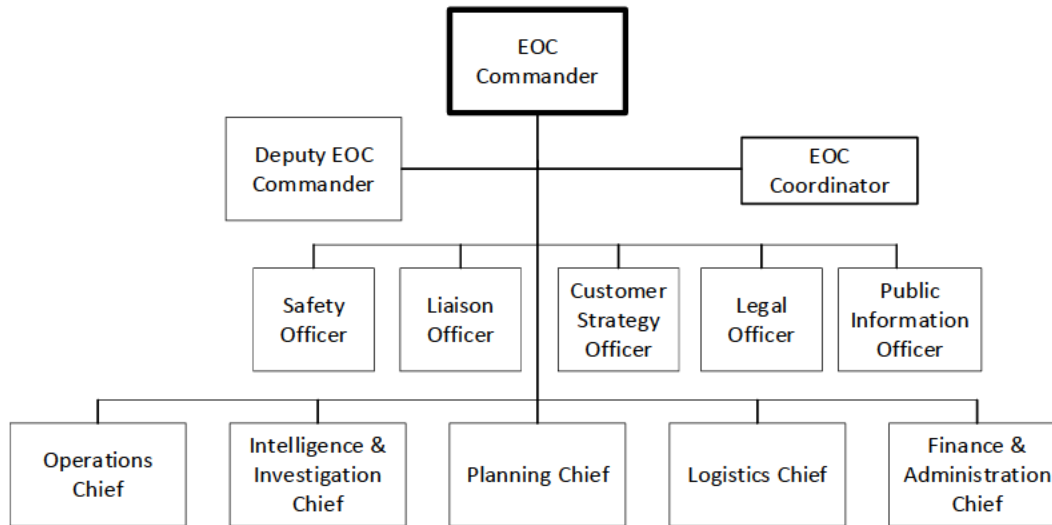 EOC
Commander
Deputy EOC
Commander
EOC
Coordinator
Safety
Officer
Liaison
Officer
Customer
Strategy
Officer
Legal
Officer
Public
Information
Officer
Operations
Chief
Intelligence &
Investigation
Chief
Planning Chief
Logistics Chief
Finance &
Administration
Chief